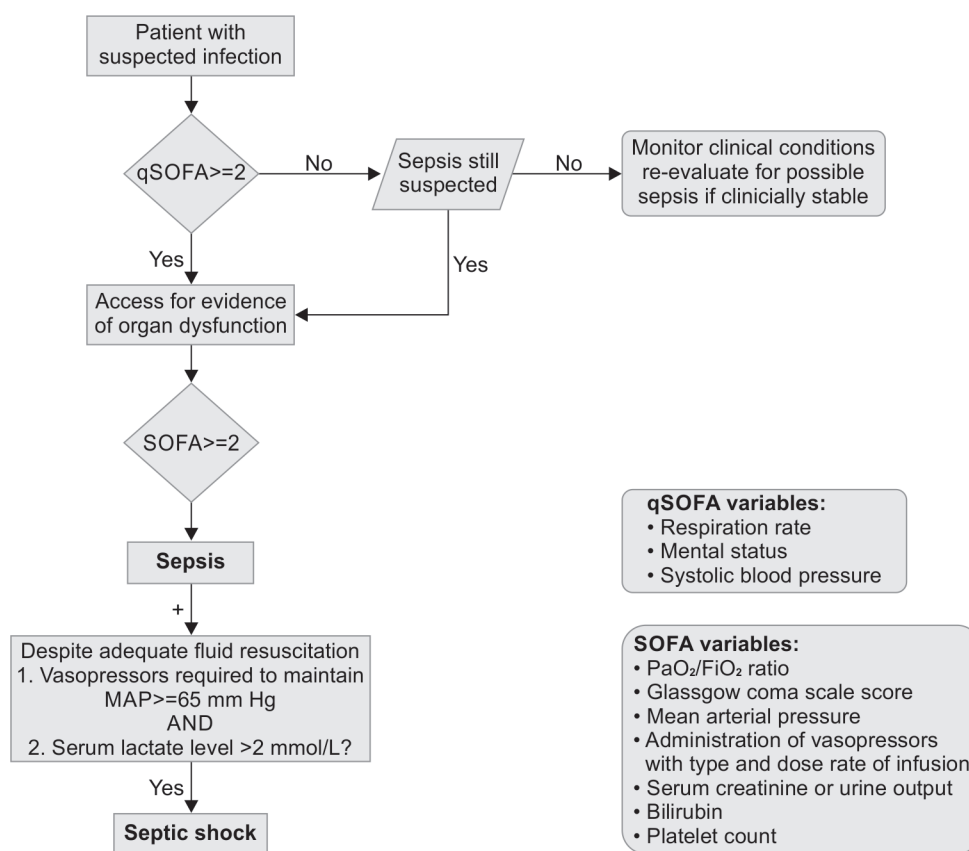 Patient with
suspected infection
qSOFA>=2
No
Sepsis still
suspected
No
Monitor clinical conditions
re-evaluate for possible
sepsis if cliniciially stable
Yes
Yes
Access for evidence
of organ dysfunction
SOFA>=2
Sepsis
+
Despite adequate fluid resuscitation
1. Vasopressors required to maintain
MAP>=65 mm Hg
AND
2. Serum lactate level >2 mmol/L?
Yes
Septic shock
qSOFA variables:
• Respiration rate
• Mental status
• Systolic blood pressure
SOFA variables:
• PaO₂/FiO₂ ratio
• Glassgow coma scale score
• Mean arterial pressure
• Administration of vasopressors
with type and dose rate of infusion
• Serum creatinine or urine output
• Bilirubin
• Platelet count